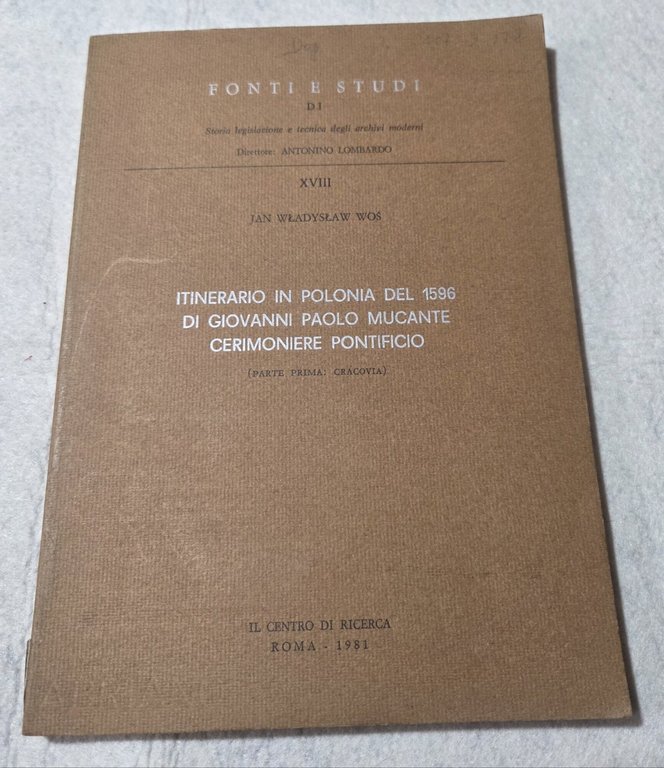 FONTI E STUDI
DI
Storia legislazione e tecnica degli archivi moderni
Direttore: ANTONINO LOMBARDO
XVIII
JAN WŁADYSŁAW WOŚ
ITINERARIO IN POLONIA DEL 1596
DI GIOVANNI PAOLO MUCANTE
CERIMONIERE PONTIFICIO
(PARTE PRIMA: CRACOVIA)
IL CENTRO DI RICERCA
ROMA - 1981